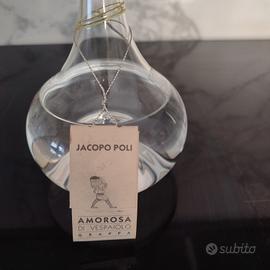 JACOPO POLI
AMOROSA
DI VESPAIOLO
GRAPPA
subito